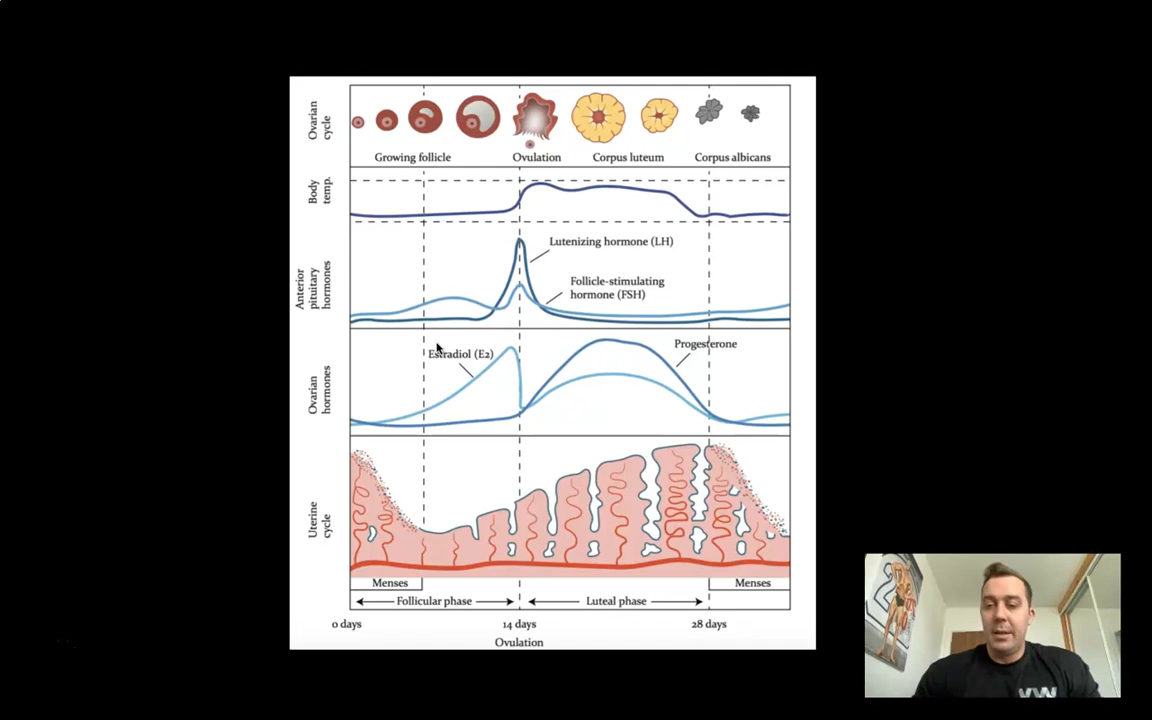 Ovarian
cycle
Growing follicle
Ovulation
Corpus luteum
Corpus albicans
Body
temp.
Anterior
pituitary
hormones
Lutenizing hormone (LH)
Follicle-stimulating
hormone (FSH)
Ovarian
hormones
Estradiol (E2)
Progesterone
Uterine
cycle
Menses
Menses
Follicular phase
Luteal phase
0 days
14 days
28 days
Ovulation